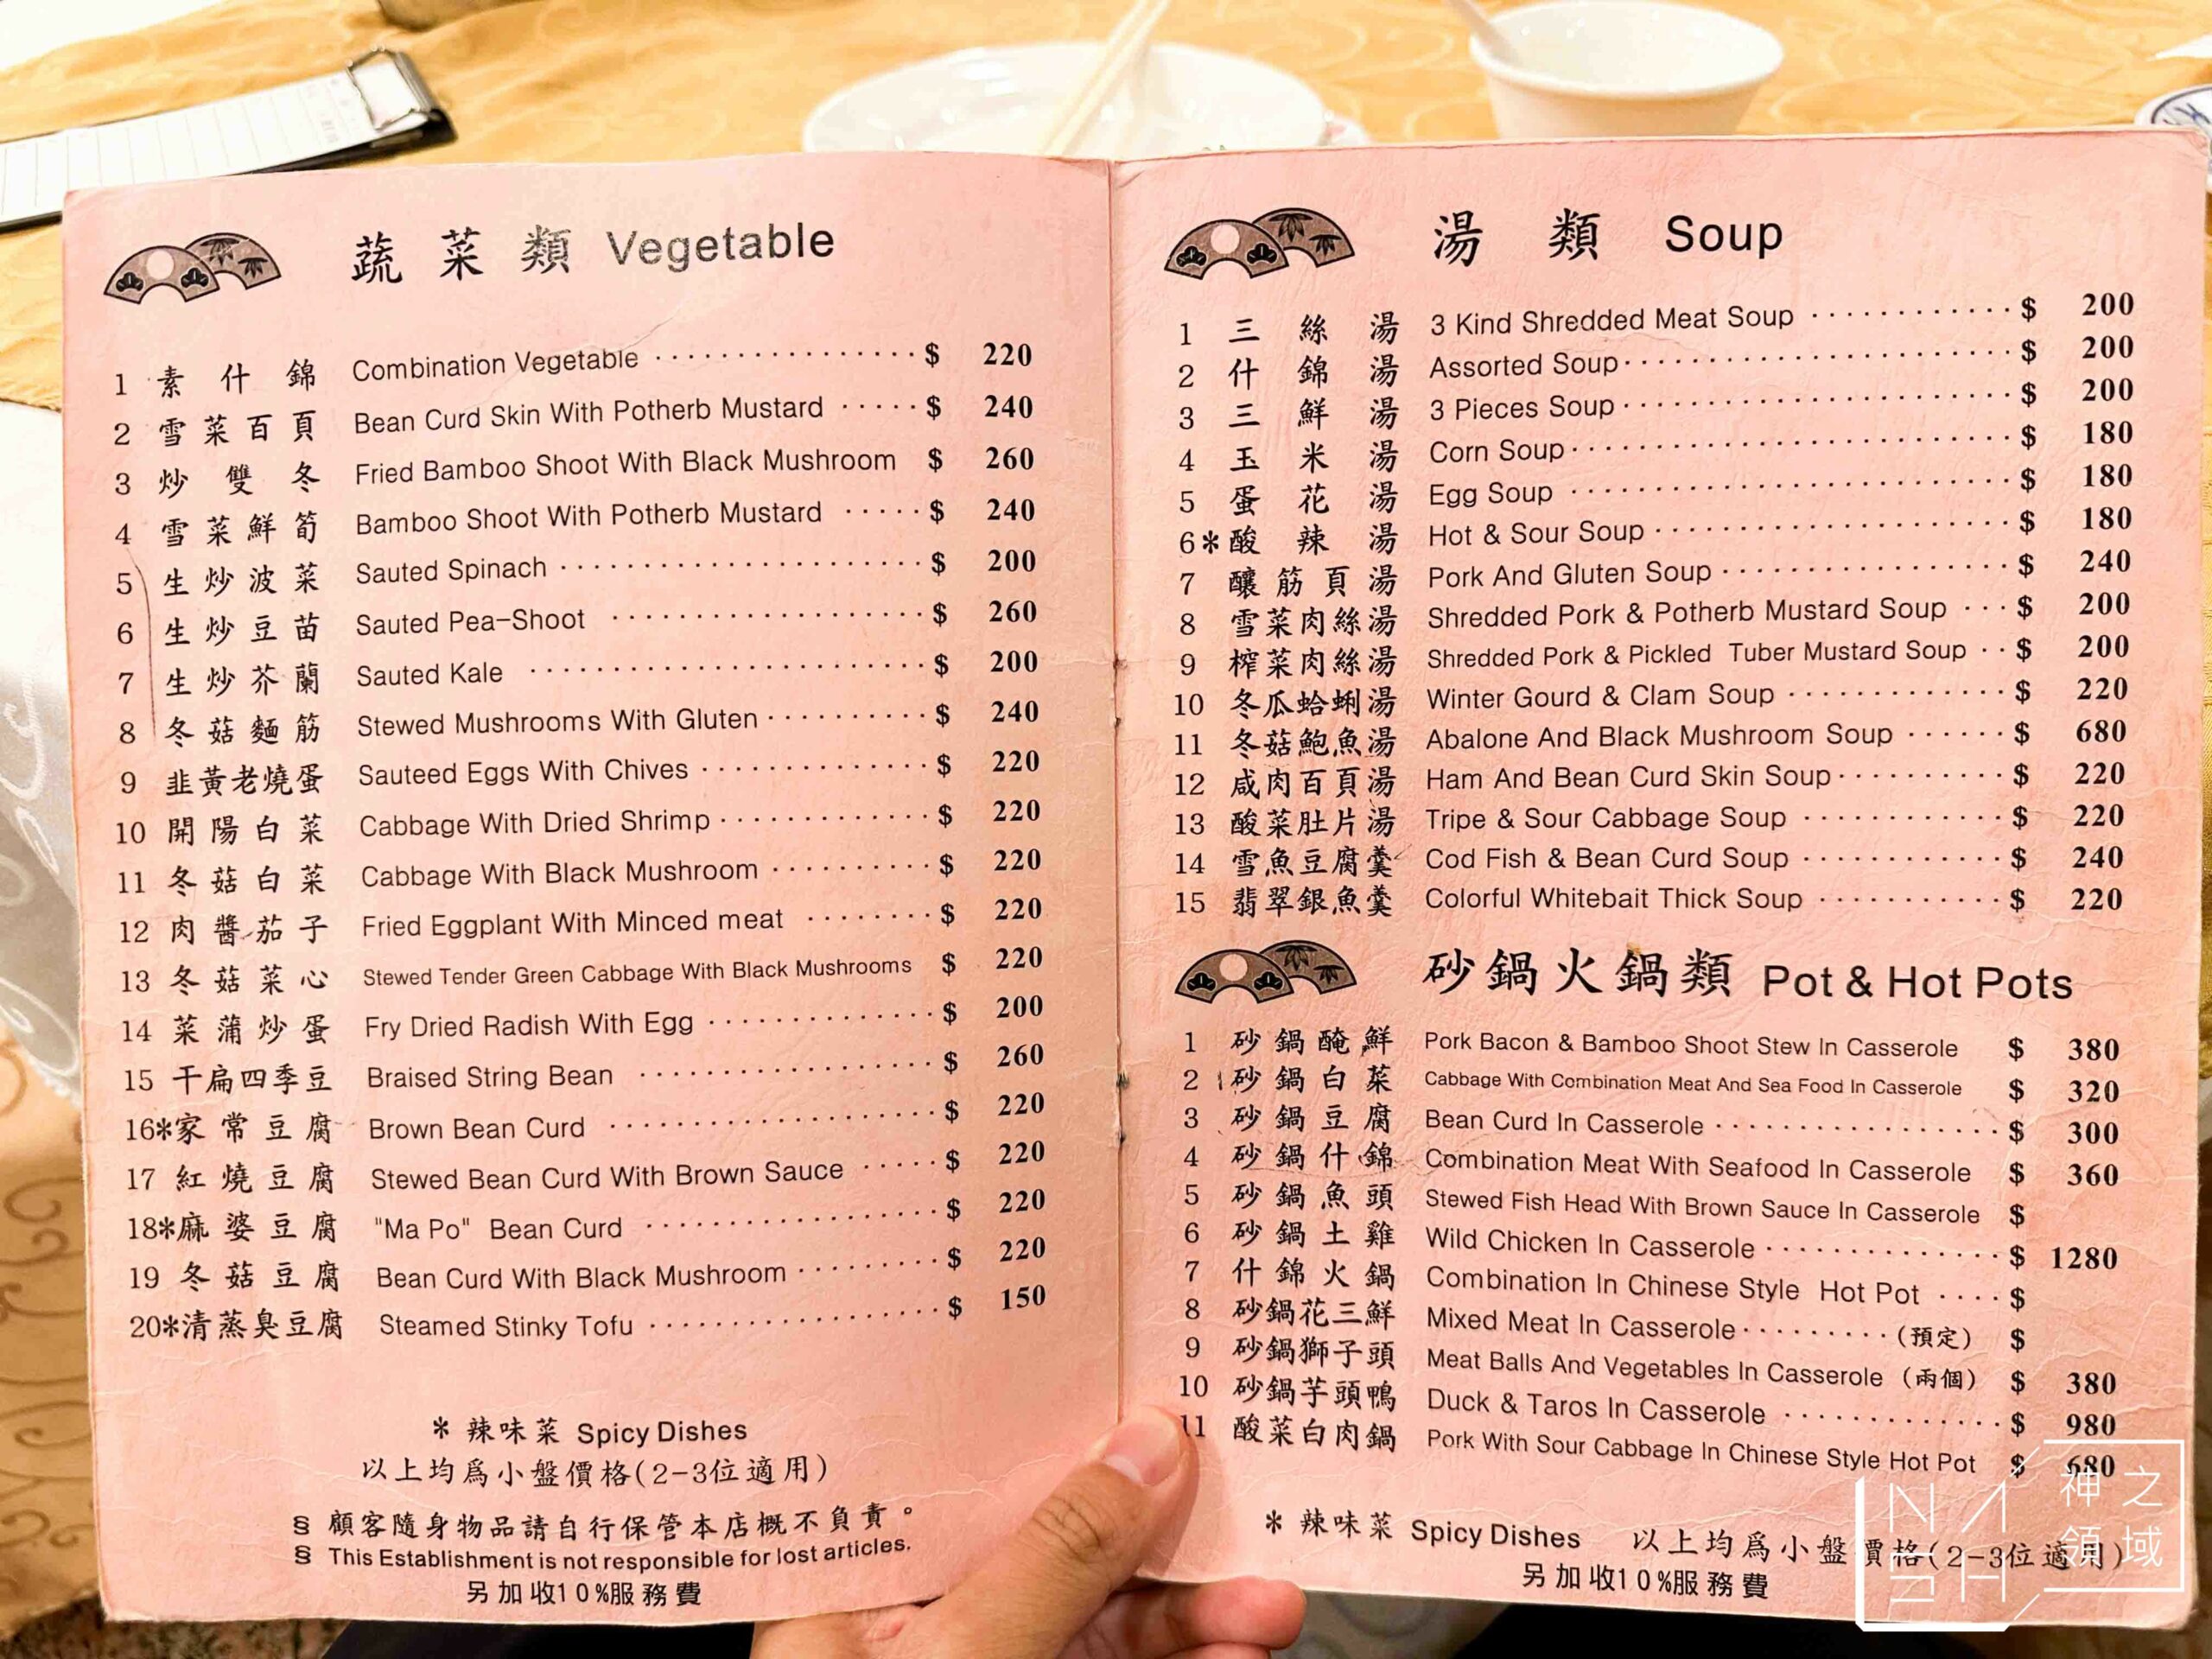 蔬菜類 Vegetable
1 素什錦 Combination Vegetable ················ $ 220
2 雪菜百頁 Bean Curd Skin With Potherb Mustard ····· $ 240
3 炒雙冬 Fried Bamboo Shoot With Black Mushroom $ 260
4 雪菜鮮筍 Bamboo Shoot With Potherb Mustard ····· $ 240
5 生炒波菜 Sauted Spinach ······················ $ 200
6 生炒豆苗 Sauted Pea-Shoot ··················· $ 260
7 生炒芥蘭 Sauted Kale ························ $ 200
8 冬菇麵筋 Stewed Mushrooms With Gluten ·········· $ 240
9 韭黃老燒蛋 Sauteed Eggs With Chives ·············· $ 220
10 開陽白菜 Cabbage With Dried Shrimp ············· $ 220
11 冬菇白菜 Cabbage With Black Mushroom ·········· $ 220
12 肉醬茄子 Fried Eggplant With Minced meat ········ $ 220
13 冬菇菜心 Stewed Tender Green Cabbage With Black Mushrooms $ 220
14 菜蒲炒蛋 Fry Dried Radish With Egg ·············· $ 200
15 干扁四季豆 Braised String Bean ·················· $ 260
16*家常豆腐 Brown Bean Curd ···················· $ 220
17 紅燒豆腐 Stewed Bean Curd With Brown Sauce ····· $ 220
18*麻婆豆腐 "Ma Po" Bean Curd ·················· $ 220
19 冬菇豆腐 Bean Curd With Black Mushroom ········· $ 220
20*清蒸臭豆腐 Steamed Stinky Tofu ·················· $ 150
* 辣味菜 Spicy Dishes
以上均爲小盤價格(2-3位適用)
§ 顧客隨身物品請自行保管本店概不負責。
§ This Establishment is not responsible for lost articles.
另加收10%服務費
湯類 Soup
1 三絲湯 3 Kind Shredded Meat Soup ············ $ 200
2 什錦湯 Assorted Soup························ $ 200
3 三鮮湯 3 Pieces Soup························ $ 200
4 玉米湯 Corn Soup··························· $ 180
5 蛋花湯 Egg Soup ··························· $ 180
6*酸辣湯 Hot & Sour Soup ······················ $ 180
7 釀筋頁湯 Pork And Gluten Soup ················· $ 240
8 雪菜肉絲湯 Shredded Pork & Potherb Mustard Soup ··· $ 200
9 榨菜肉絲湯 Shredded Pork & Pickled Tuber Mustard Soup ·· $ 200
10 冬瓜蛤蜊湯 Winter Gourd & Clam Soup ············· $ 220
11 冬菇鮑魚湯 Abalone And Black Mushroom Soup ······ $ 680
12 咸肉百頁湯 Ham And Bean Curd Skin Soup·········· $ 220
13 酸菜肚片湯 Tripe & Sour Cabbage Soup ············ $ 220
14 雪魚豆腐羹 Cod Fish & Bean Curd Soup ············ $ 240
15 翡翠銀魚羹 Colorful Whitebait Thick Soup ··········· $ 220
砂鍋火鍋類 Pot & Hot Pots
1 砂鍋醃鮮 Pork Bacon & Bamboo Shoot Stew In Casserole $ 380
2 砂鍋白菜 Cabbage With Combination Meat And Sea Food In Casserole $ 320
3 砂鍋豆腐 Bean Curd In Casserole ················· $ 300
4 砂鍋什錦 Combination Meat With Seafood In Casserole $ 360
5 砂鍋魚頭 Stewed Fish Head With Brown Sauce In Casserole $
6 砂鍋土雞 Wild Chicken In Casserole ·············· $ 1280
7 什錦火鍋 Combination In Chinese Style Hot Pot ···· $
8 砂鍋花三鮮 Mixed Meat In Casserole ·········(預定) $
9 砂鍋獅子頭 Meat Balls And Vegetables In Casserole (兩個) $ 380
10 砂鍋芋頭鴨 Duck & Taros In Casserole ············· $ 980
11 酸菜白肉鍋 Pork With Sour Cabbage In Chinese Style Hot Pot $ 680
* 辣味菜 Spicy Dishes 以上均爲小盤價格(2-3位適用)
另加收10%服務費
NASH 神之領域